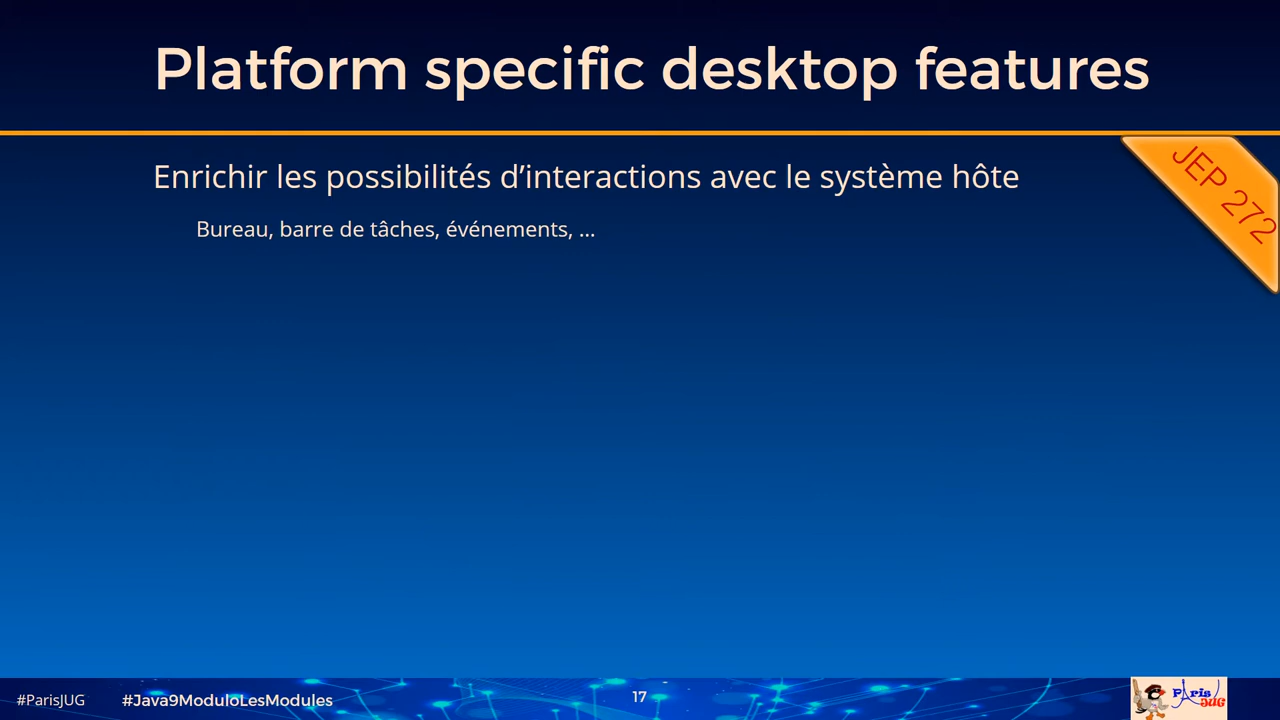 Platform specific desktop features
JEP 272
Enrichir les possibilités d’interactions avec le système hôte
Bureau, barre de tâches, événements, ...
#ParisJUG
#Java9ModuloLesModules
17
Paris
JUG